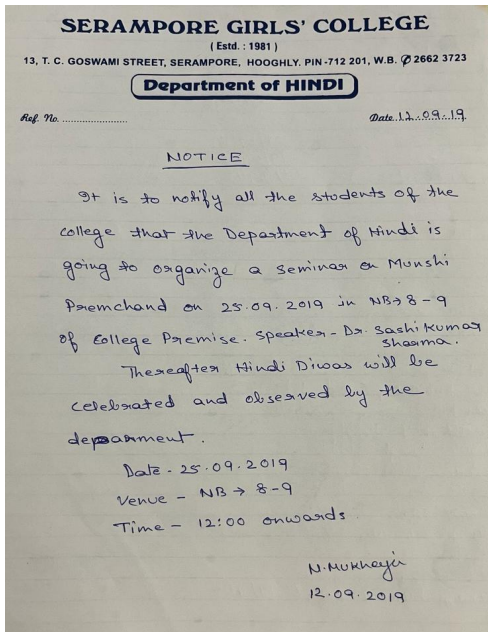 SERAMPORE GIRLS' COLLEGE
( Estd. : 1981 )
13, T. C. GOSWAMI STREET, SERAMPORE, HOOGHLY. PIN-712 201, W.B. ✆ 2662 3723
Department of HINDI
Ref. No. ........................ Date 12.09.19
NOTICE
It is to notify all the students of the
college that the Department of Hindi is
going to organize a seminar on Munshi
Premchand on 25.09.2019 in NB→8-9
of College Premise. Speaker - Dr. Sashi Kumar
Sharma.
Thereafter Hindi Diwas will be
celebrated and observed by the
deparment.
Date - 25.09.2019
Venue - NB → 8-9
Time - 12:00 onwards
N. Mukherjee
12.09.2019